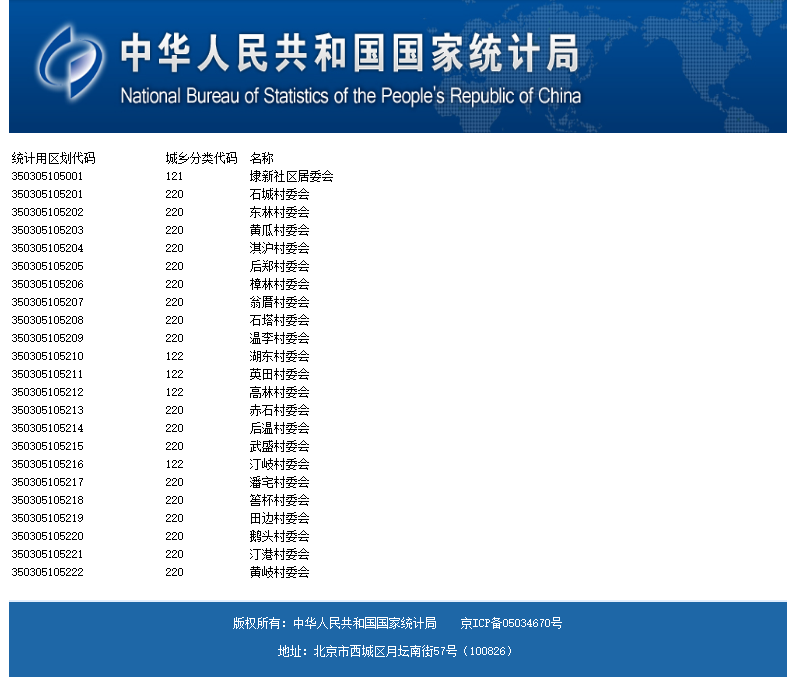 中华人民共和国国家统计局
National Bureau of Statistics of the People's Republic of China
统计用区划代码 城乡分类代码 名称
350305105001 121 埭新社区居委会
350305105201 220 石城村委会
350305105202 220 东林村委会
350305105203 220 黄瓜村委会
350305105204 220 淇沪村委会
350305105205 220 后郑村委会
350305105206 220 樟林村委会
350305105207 220 翁厝村委会
350305105208 220 石塔村委会
350305105209 220 温李村委会
350305105210 122 湖东村委会
350305105211 122 英田村委会
350305105212 122 高林村委会
350305105213 220 赤石村委会
350305105214 220 后温村委会
350305105215 220 武盛村委会
350305105216 122 汀岐村委会
350305105217 220 潘宅村委会
350305105218 220 筶杯村委会
350305105219 220 田边村委会
350305105220 220 鹅头村委会
350305105221 220 汀港村委会
350305105222 220 黄岐村委会
版权所有：中华人民共和国国家统计局 京ICP备05034670号
地址：北京市西城区月坛南街57号（100826）